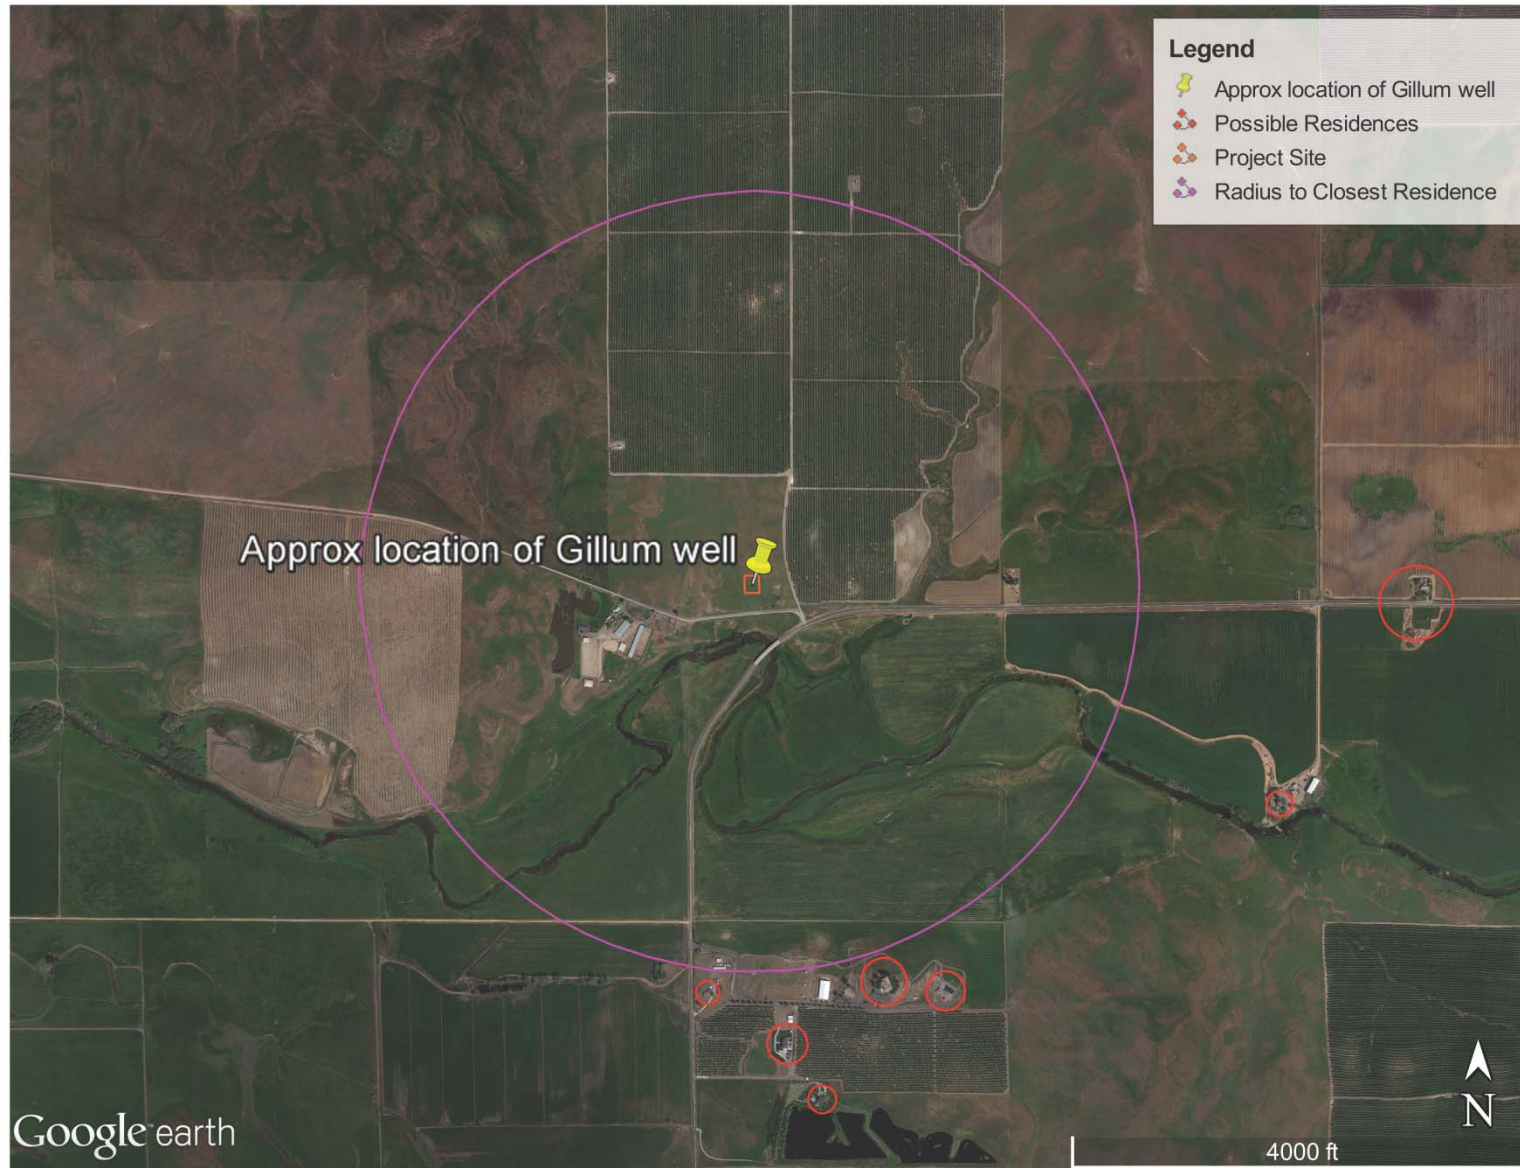 Legend
Approx location of Gillum well
Possible Residences
Project Site
Radius to Closest Residence
Approx location of Gillum well
Google earth
4000 ft
N